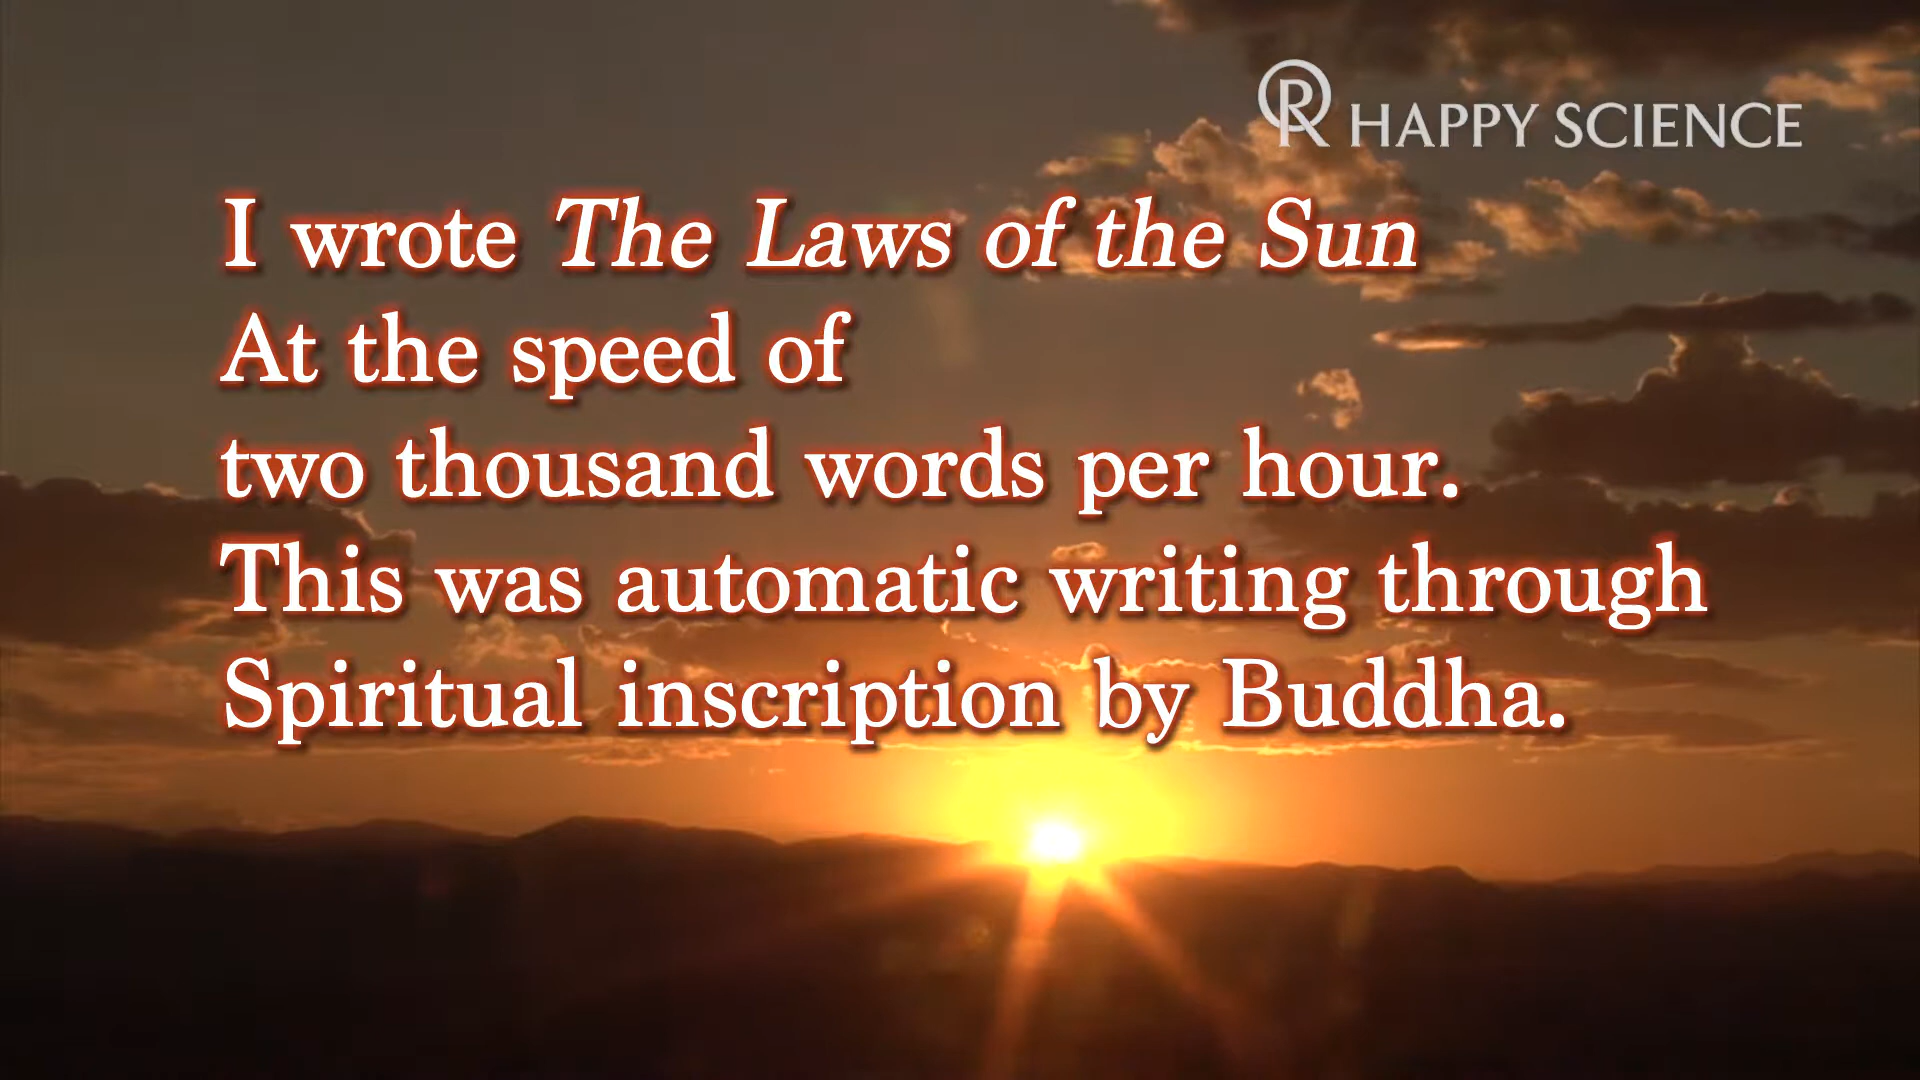 HAPPY SCIENCE
I wrote The Laws of the Sun
At the speed of
two thousand words per hour.
This was automatic writing through
Spiritual inscription by Buddha.